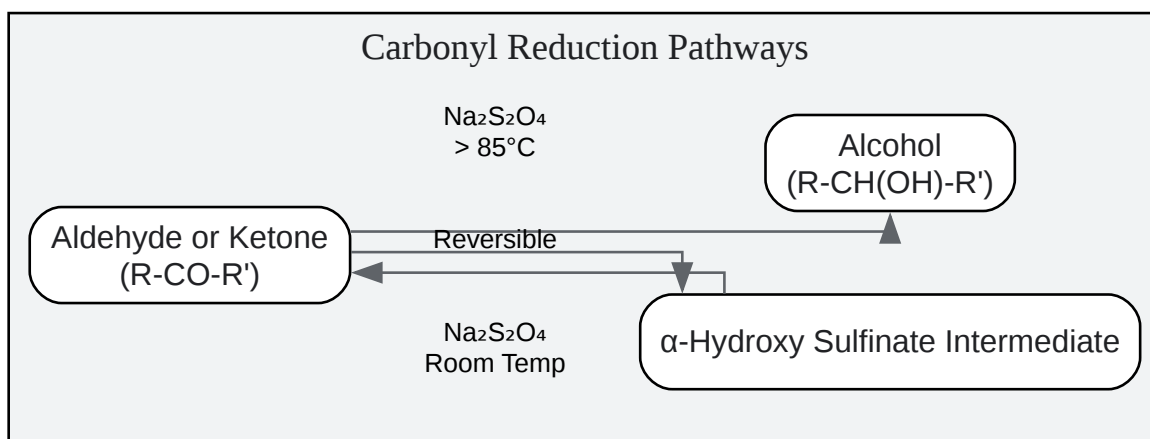 Carbonyl Reduction Pathways
Na₂S₂O₄
> 85°C
Alcohol
(R-CH(OH)-R')
Aldehyde or Ketone
(R-CO-R')
Reversible
Na₂S₂O₄
Room Temp
α-Hydroxy Sulfinate Intermediate